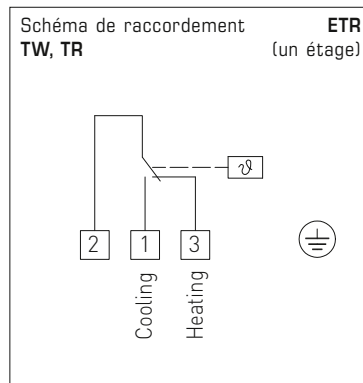 Schéma de raccordement ETR
TW, TR (un étage)
ϑ
2 1 3
Cooling
Heating